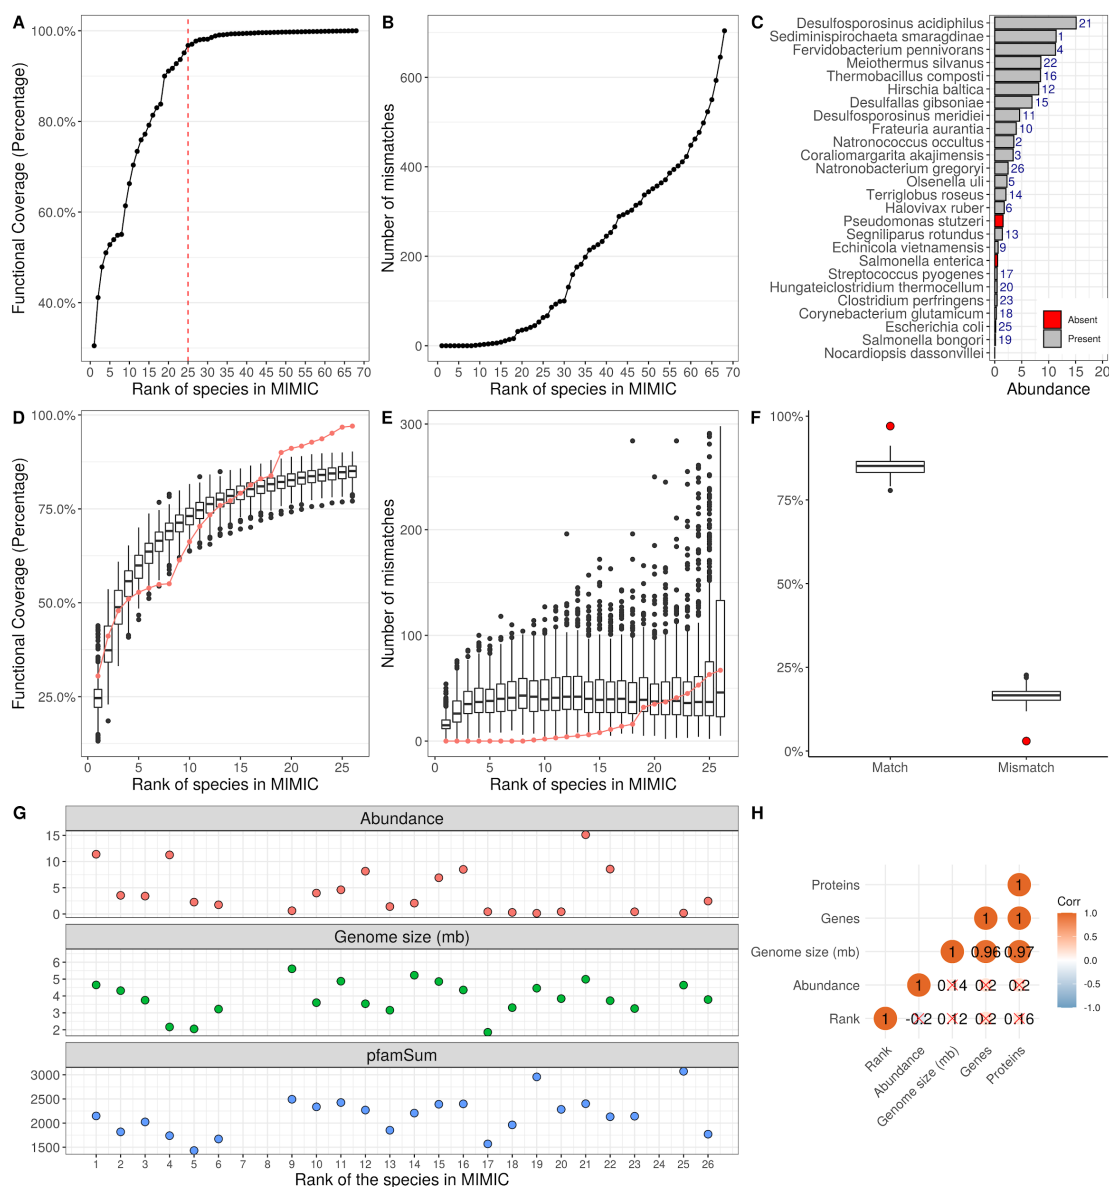 A
Functional Coverage (Percentage)
100.0%
80.0%
60.0%
40.0%
0 5 10 15 20 25 30 35 40 45 50 55 60 65 70
Rank of species in MIMIC
B
Number of mismatches
600
400
200
0
0 5 10 15 20 25 30 35 40 45 50 55 60 65 70
Rank of species in MIMIC
C
Desulfosporosinus acidiphilus 21
Sediminispirochaeta smaragdinae 1
Fervidobacterium pennivorans 4
Meiothermus silvanus 22
Thermobacillus composti 16
Hirschia baltica 12
Desulfallas gibsoniae 15
Desulfosporosinus meridiei 11
Frateuria aurantia 10
Natronococcus occultus 2
Coraliomargarita akajimensis 3
Natronobacterium gregoryi 26
Olsenella uli 5
Terriglobus roseus 14
Halovivax ruber 6
Pseudomonas stutzeri
Segniliparus rotundus 13
Echinicola vietnamensis 9
Salmonella enterica
Streptococcus pyogenes 17
Hungateiclostridium thermocellum 20
Clostridium perfringens 23
Corynebacterium glutamicum 18
Escherichia coli 25
Salmonella bongori 19
Nocardiopsis dassonvillei
Absent
Present
0 5 10 15 20
Abundance
D
Functional Coverage (Percentage)
100.0%
75.0%
50.0%
25.0%
0 5 10 15 20 25
Rank of species in MIMIC
E
Number of mismatches
300
200
100
0
0 5 10 15 20 25
Rank of species in MIMIC
F
100%
75%
50%
25%
0%
Match Mismatch
G
Abundance
15
10
5
0
Genome size (mb)
6
5
4
3
2
pfamSum
3000
2500
2000
1500
1 2 3 4 5 6 7 8 9 10 11 12 13 14 15 16 17 18 19 20 21 22 23 24 25 26
Rank of the species in MIMIC
H
Proteins 1
Genes 1 1
Genome size (mb) 1 0.96 0.97
Abundance 1 0.14 0.2 0.2
Rank 1 -0.2 0.12 0.2 0.16
Rank Abundance Genome size (mb) Genes Proteins
Corr
1.0
0.5
0.0
-0.5
-1.0